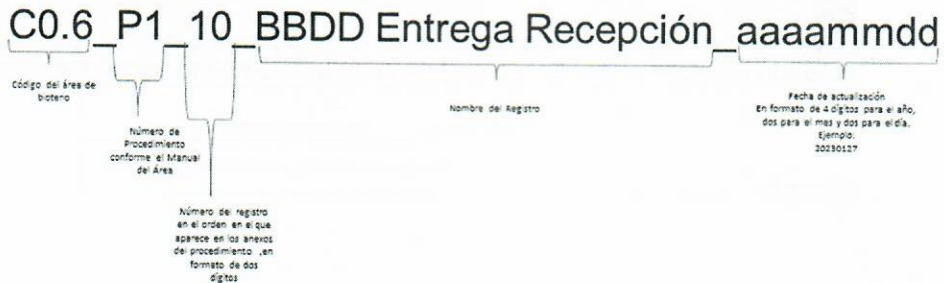 C0.6_P1_10_BBDD Entrega Recepción_aaaammdd
Código del área de
bioterio
Número de
Procedimiento
conforme el Manual
del Área
Número del registro
en el orden en el que
aparece en los anexos
del procedimiento ,en
formato de dos
dígitos
Nombre del Registro
Fecha de actualización
En formato de 4 dígitos para el año,
dos para el mes y dos para el día.
Ejemplo:
20230127